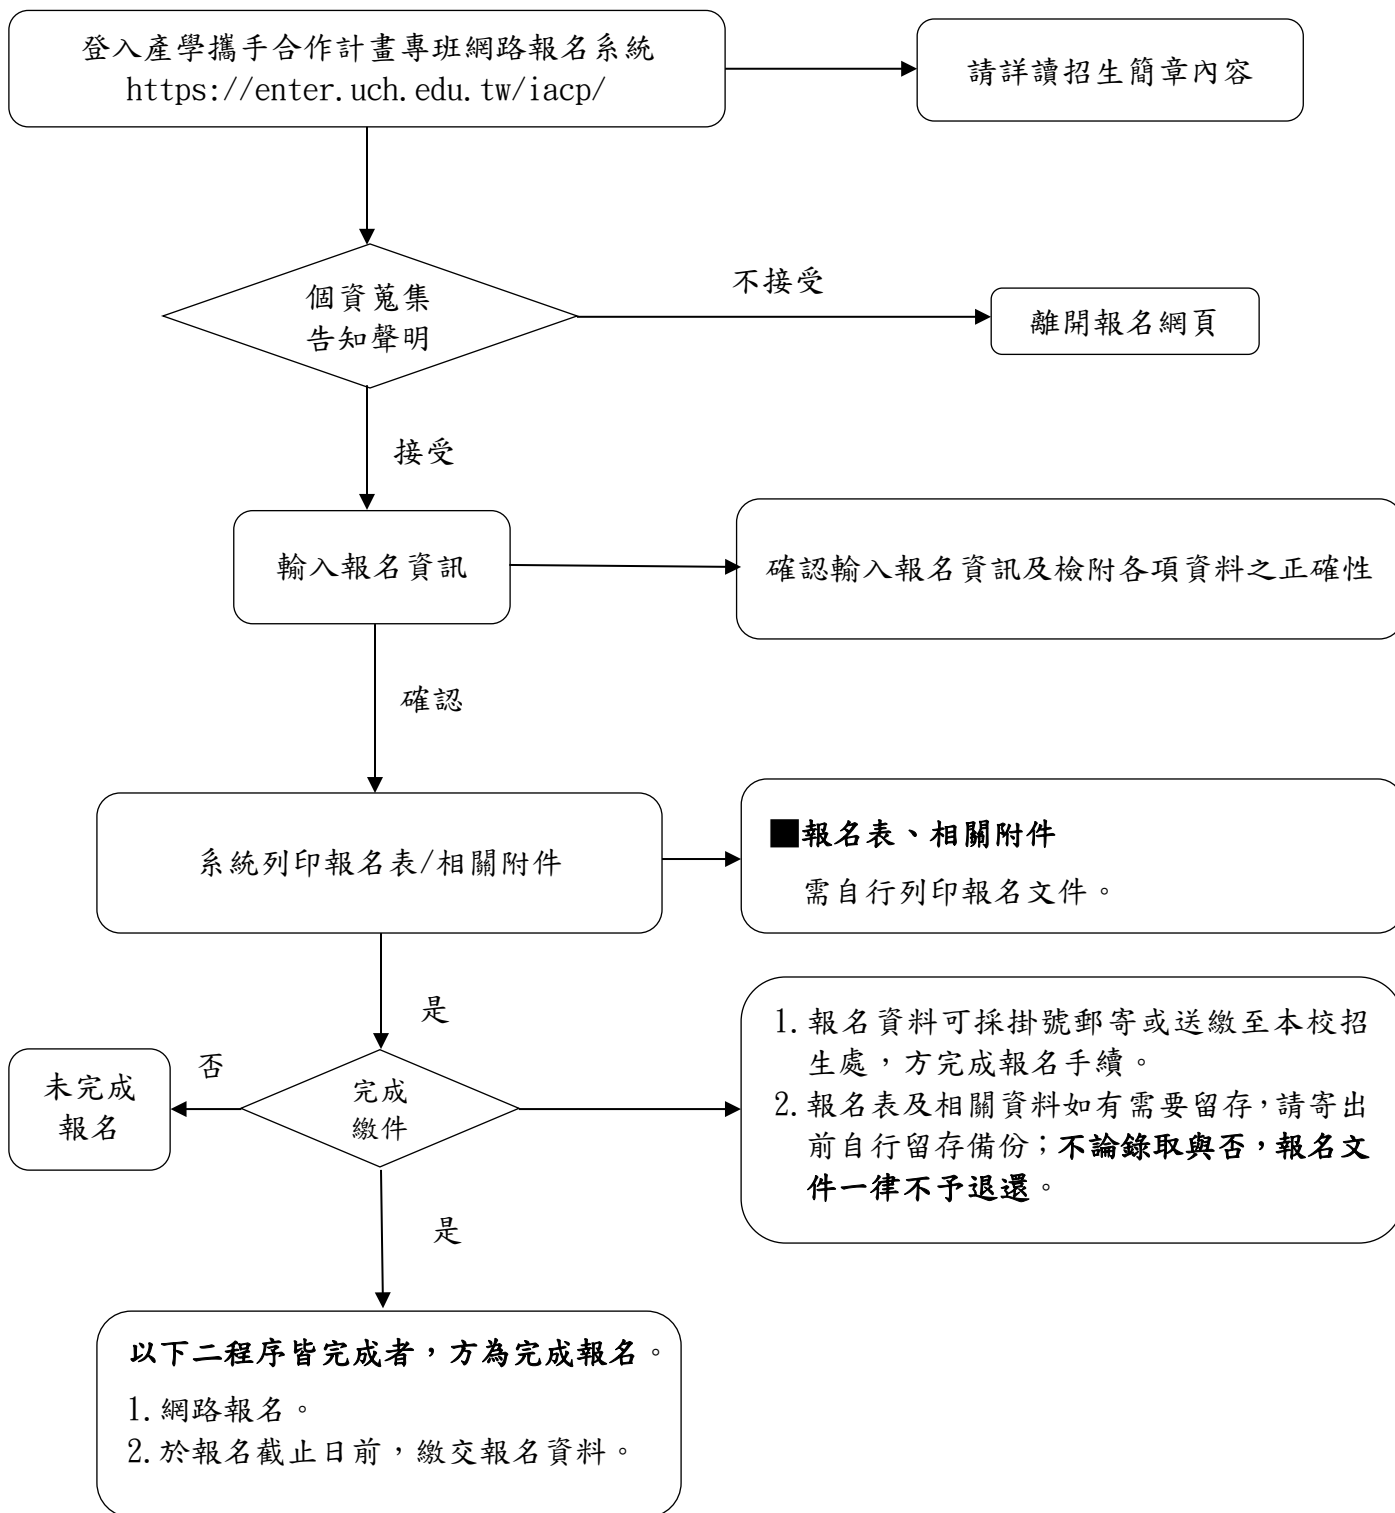 登入產學攜手合作計畫專班網路報名系統
https://enter.uch.edu.tw/iacp/
請詳讀招生簡章內容
個資蒐集
告知聲明
不接受
離開報名網頁
接受
輸入報名資訊
確認輸入報名資訊及檢附各項資料之正確性
確認
系統列印報名表/相關附件
■報名表、相關附件
需自行列印報名文件。
是
否
未完成
報名
完成
繳件
1.報名資料可採掛號郵寄或送繳至本校招
生處，方完成報名手續。
2.報名表及相關資料如有需要留存，請寄出
前自行留存備份；不論錄取與否，報名文
件一律不予退還。
是
以下二程序皆完成者，方為完成報名。
1.網路報名。
2.於報名截止日前，繳交報名資料。